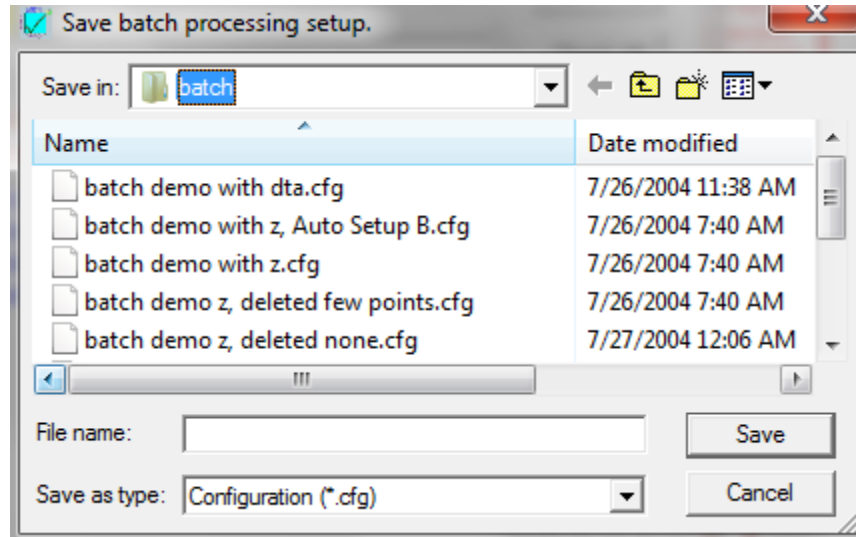 Save batch processing setup.
Save in: batch
Name Date modified
batch demo with dta.cfg 7/26/2004 11:38 AM
batch demo with z, Auto Setup B.cfg 7/26/2004 7:40 AM
batch demo with z.cfg 7/26/2004 7:40 AM
batch demo z, deleted few points.cfg 7/26/2004 7:40 AM
batch demo z, deleted none.cfg 7/27/2004 12:06 AM
File name: Save
Save as type: Configuration (*.cfg) Cancel